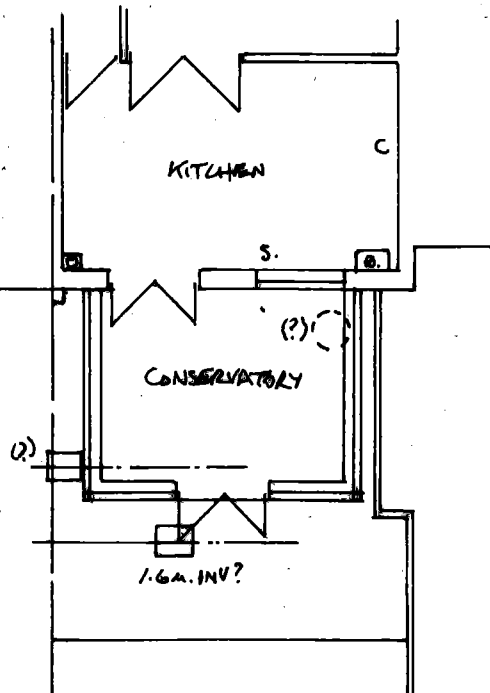 KITCHEN
C
S.
B.
(?)
CONSERVATORY
(?)
1.6M. INV?